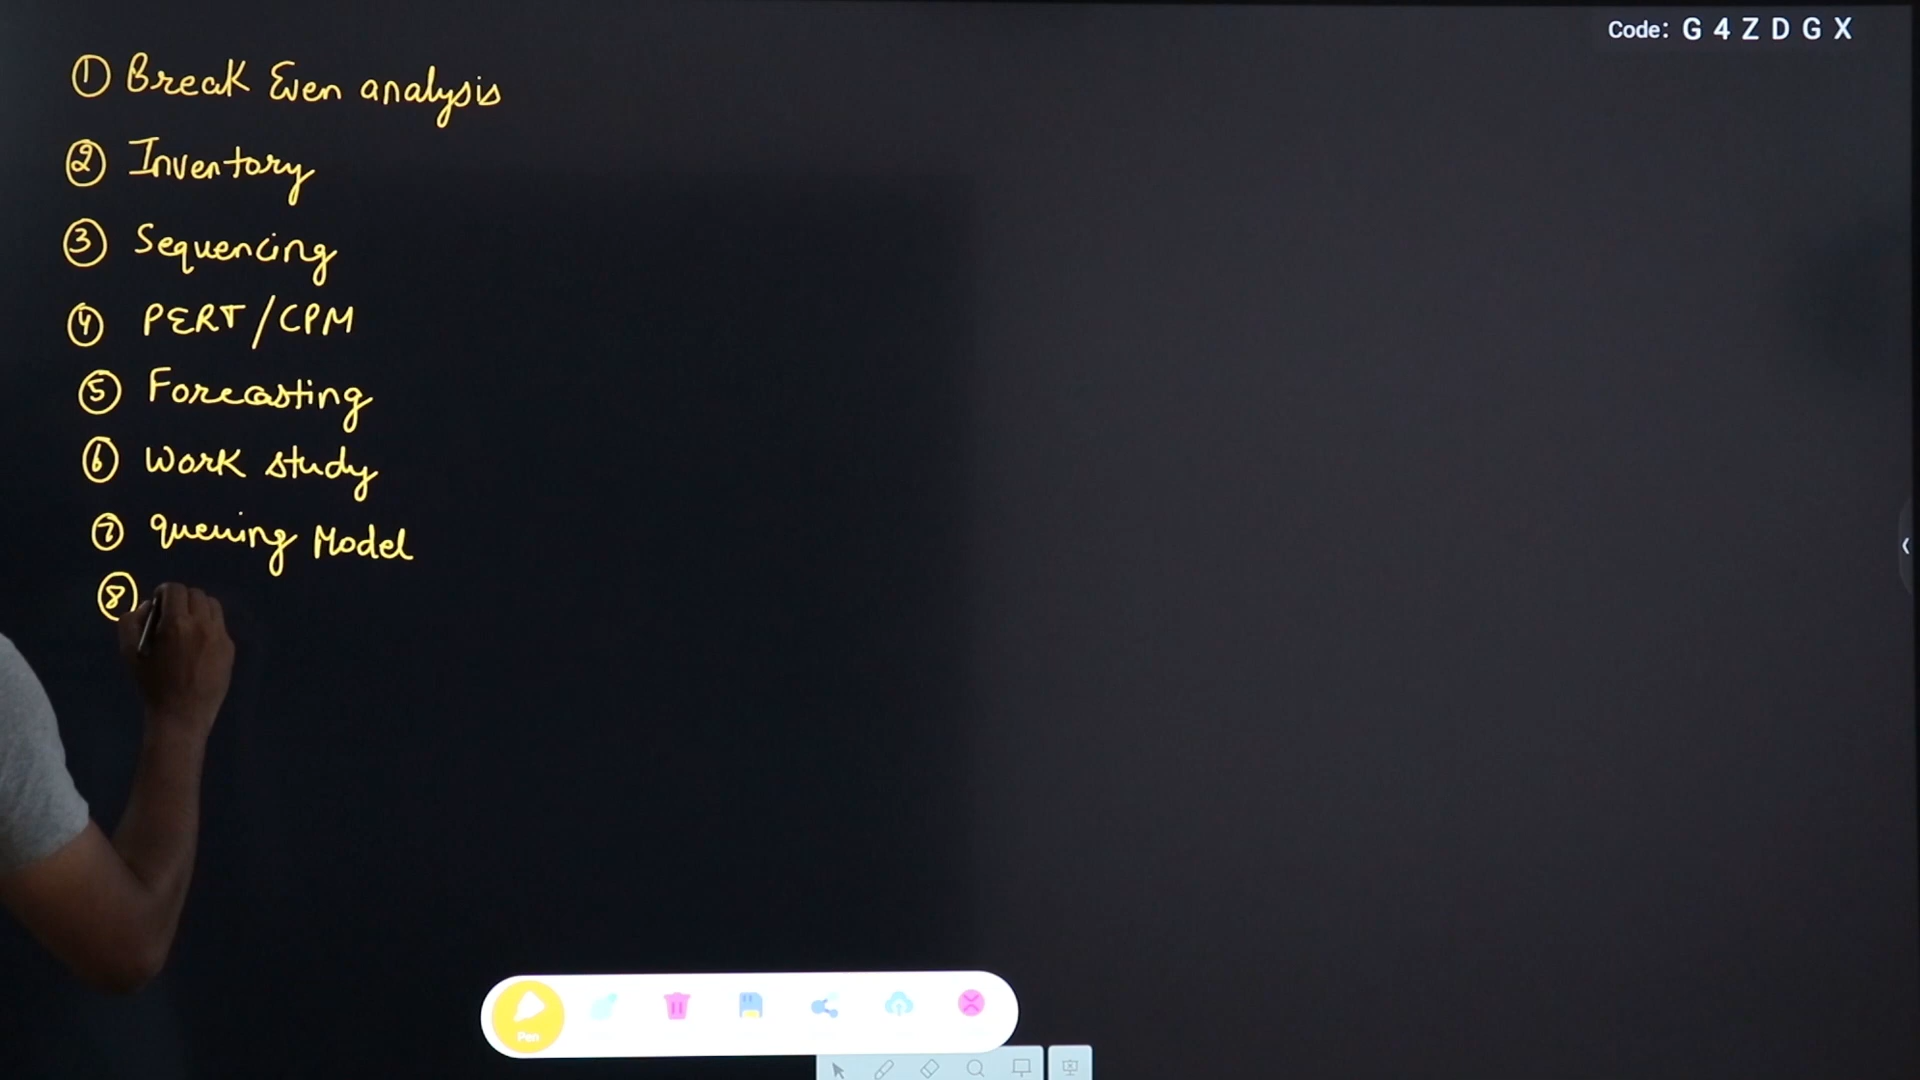 Code: G 4 Z D G X
① Break Even analysis
② Inventory
③ Sequencing
④ PERT/CPM
⑤ Forecasting
⑥ Work study
⑦ queuing Model
⑧
Pen